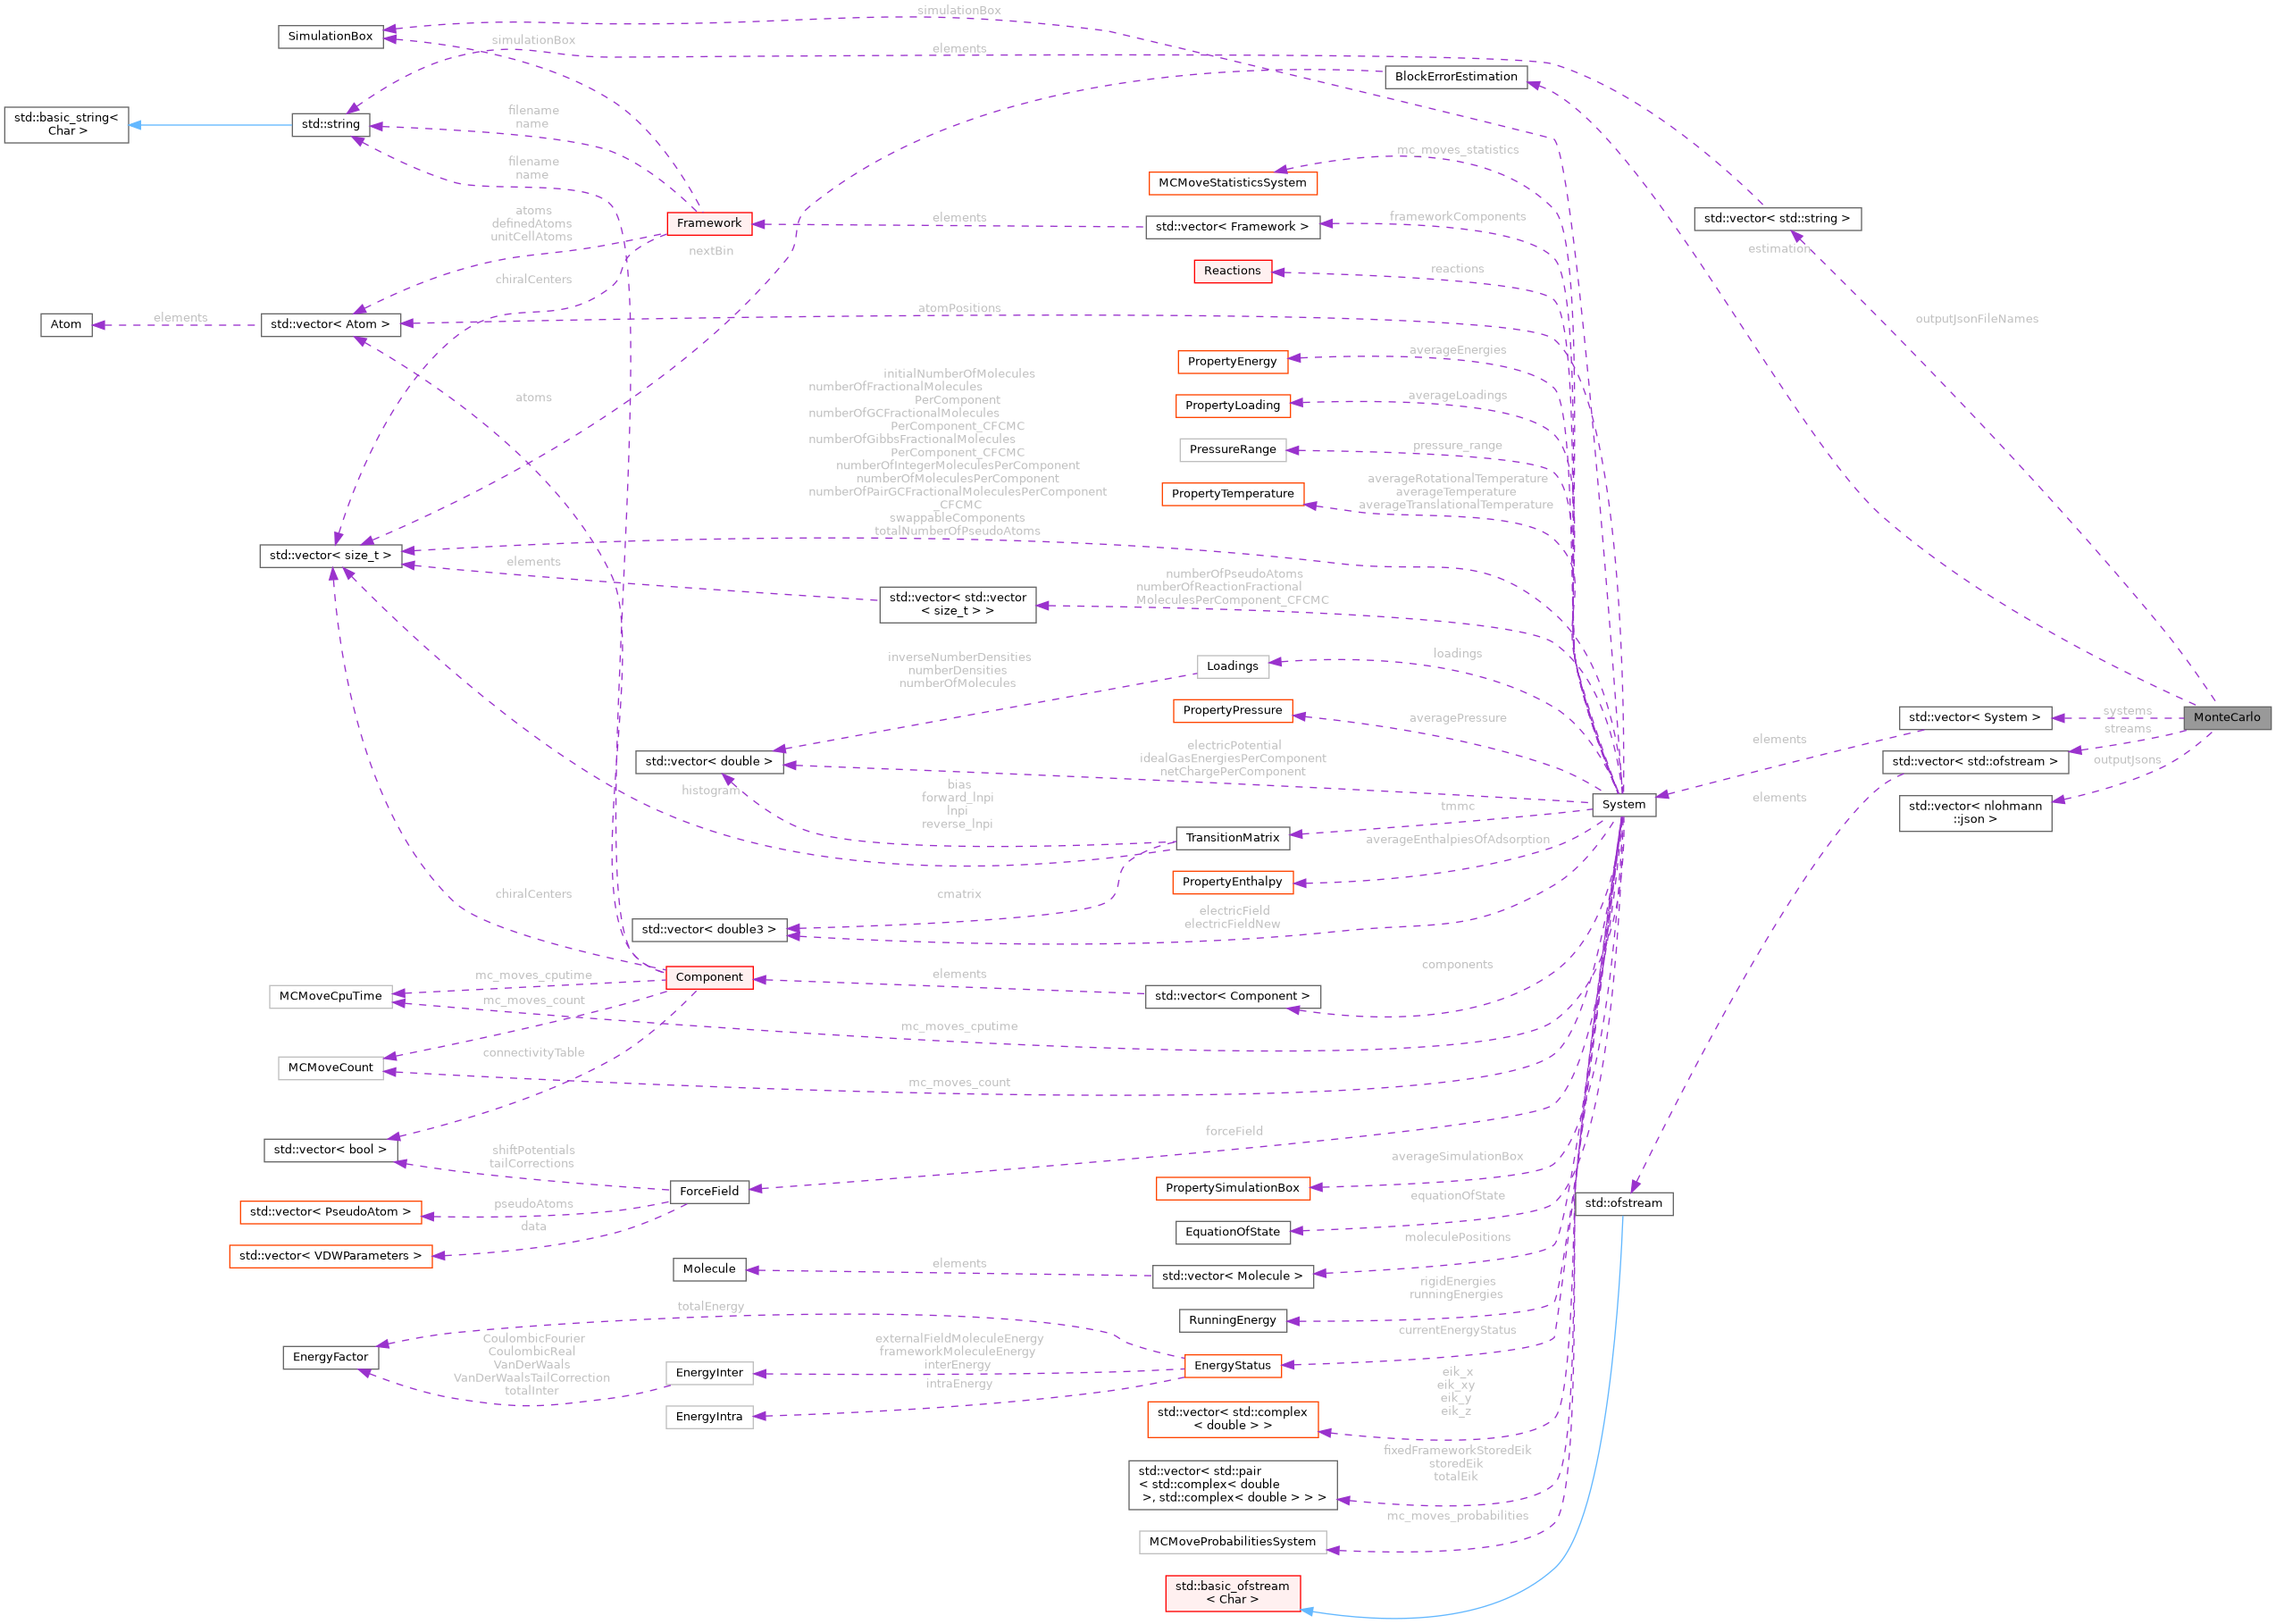 simulationBox
SimulationBox
simulationBox
elements
BlockErrorEstimation
filename
name
std::basic_string<
Char >
std::string
filename
name
mc_moves_statistics
MCMoveStatisticsSystem
atoms
definedAtoms
unitCellAtoms
Framework
elements
std::vector< Framework >
frameworkComponents
std::vector< std::string >
nextBin
estimation
chiralCenters
Reactions
reactions
elements
Atom
std::vector< Atom >
atomPositions
outputJsonFileNames
PropertyEnergy
averageEnergies
atoms
PropertyLoading
averageLoadings
initialNumberOfMolecules
numberOfFractionalMolecules
PerComponent
numberOfGCFractionalMolecules
PerComponent_CFCMC
numberOfGibbsFractionalMolecules
PerComponent_CFCMC
numberOfIntegerMoleculesPerComponent
numberOfMoleculesPerComponent
numberOfPairGCFractionalMoleculesPerComponent
_CFCMC
swappableComponents
totalNumberOfPseudoAtoms
PressureRange
pressure_range
PropertyTemperature
averageRotationalTemperature
averageTemperature
averageTranslationalTemperature
std::vector< size_t >
elements
std::vector< std::vector
< size_t > >
numberOfPseudoAtoms
numberOfReactionFractional
MoleculesPerComponent_CFCMC
inverseNumberDensities
numberDensities
numberOfMolecules
Loadings
loadings
PropertyPressure
averagePressure
std::vector< System >
systems
MonteCarlo
streams
elements
std::vector< std::ofstream >
outputJsons
std::vector< double >
electricPotential
idealGasEnergiesPerComponent
netChargePerComponent
histogram
bias
forward_lnpi
lnpi
reverse_lnpi
tmmc
System
elements
std::vector< nlohmann
::json >
TransitionMatrix
averageEnthalpiesOfAdsorption
PropertyEnthalpy
chiralCenters
cmatrix
std::vector< double3 >
electricField
electricFieldNew
mc_moves_cputime
Component
elements
std::vector< Component >
components
MCMoveCpuTime
mc_moves_count
mc_moves_cputime
connectivityTable
MCMoveCount
mc_moves_count
std::vector< bool >
shiftPotentials
tailCorrections
forceField
averageSimulationBox
PropertySimulationBox
ForceField
std::vector< PseudoAtom >
pseudoAtoms
data
equationOfState
EquationOfState
std::ofstream
std::vector< VDWParameters >
moleculePositions
Molecule
elements
std::vector< Molecule >
rigidEnergies
runningEnergies
RunningEnergy
totalEnergy
EnergyFactor
CoulombicFourier
CoulombicReal
VanDerWaals
VanDerWaalsTailCorrection
totalInter
EnergyInter
externalFieldMoleculeEnergy
frameworkMoleculeEnergy
interEnergy
intraEnergy
EnergyStatus
currentEnergyStatus
EnergyIntra
eik_x
eik_xy
eik_y
eik_z
std::vector< std::complex
< double > >
fixedFrameworkStoredEik
storedEik
totalEik
std::vector< std::pair
< std::complex< double
>, std::complex< double > > >
mc_moves_probabilities
MCMoveProbabilitiesSystem
std::basic_ofstream
< Char >